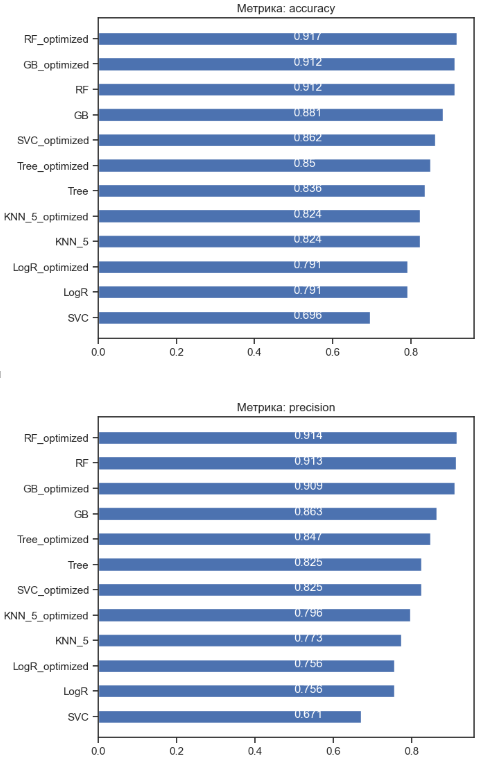 Метрика: accuracy
RF_optimized 0.917
GB_optimized 0.912
RF 0.912
GB 0.881
SVC_optimized 0.862
Tree_optimized 0.85
Tree 0.836
KNN_5_optimized 0.824
KNN_5 0.824
LogR_optimized 0.791
LogR 0.791
SVC 0.696
0.0 0.2 0.4 0.6 0.8
Метрика: precision
RF_optimized 0.914
RF 0.913
GB_optimized 0.909
GB 0.863
Tree_optimized 0.847
Tree 0.825
SVC_optimized 0.825
KNN_5_optimized 0.796
KNN_5 0.773
LogR_optimized 0.756
LogR 0.756
SVC 0.671
0.0 0.2 0.4 0.6 0.8